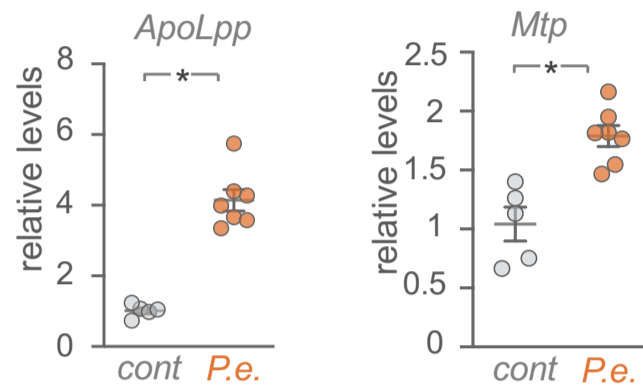 ApoLpp
relative levels
8
6
4
2
0
*
cont P.e.
Mtp
relative levels
2.5
2
1.5
1
0.5
0
*
cont P.e.